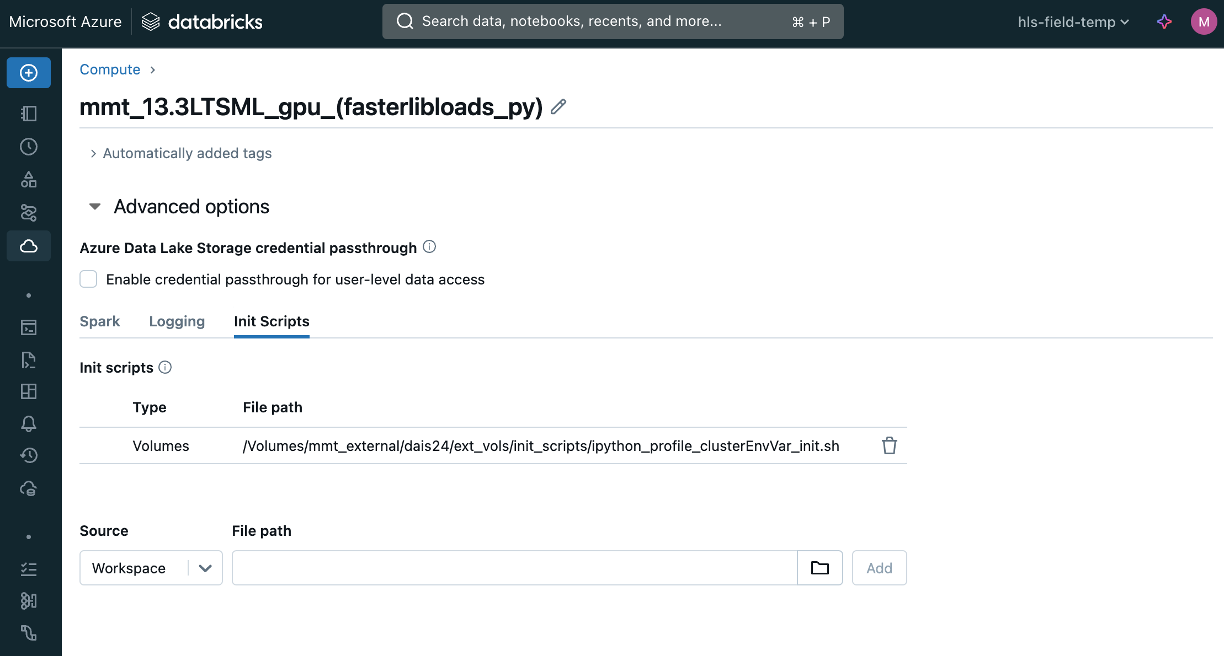 Microsoft Azure databricks Search data, notebooks, recents, and more... ⌘ + P hls-field-temp M
Compute >
mmt_13.3LTSML_gpu_(fasterlibloads_py)
Automatically added tags
Advanced options
Azure Data Lake Storage credential passthrough
Enable credential passthrough for user-level data access
Spark Logging Init Scripts
Init scripts
Type File path
Volumes /Volumes/mmt_external/dais24/ext_vols/init_scripts/ipython_profile_clusterEnvVar_init.sh
Source File path
Workspace Add